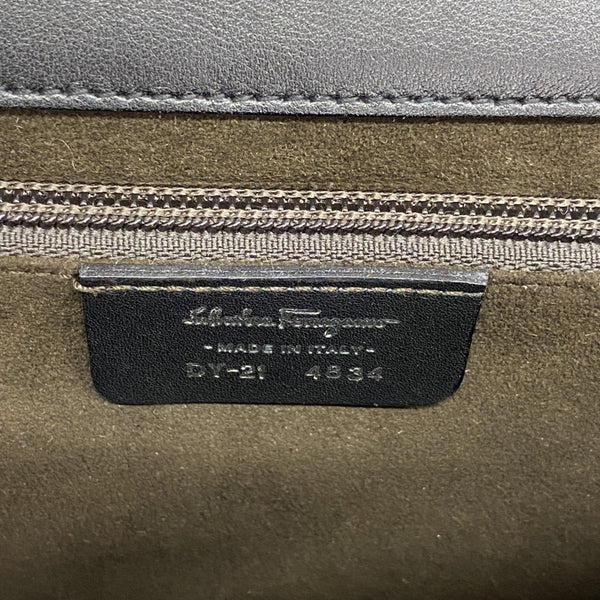 Salvatore Ferragamo
- MADE IN ITALY -
DY-21 4834